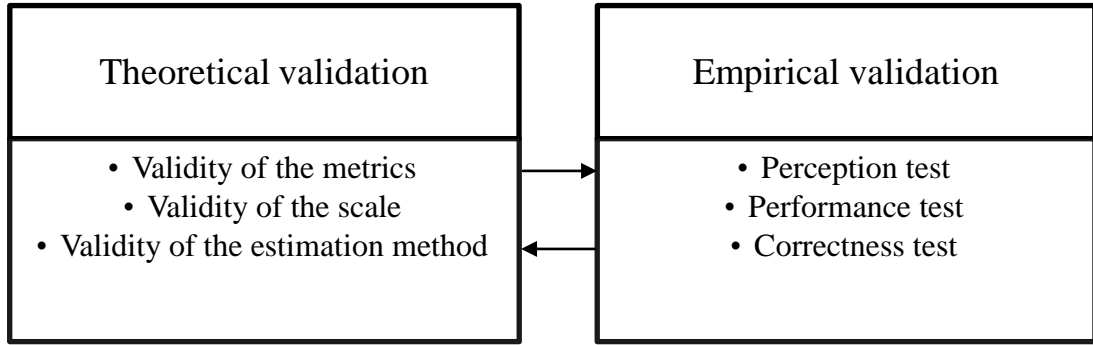 Theoretical validation
• Validity of the metrics
• Validity of the scale
• Validity of the estimation method
Empirical validation
• Perception test
• Performance test
• Correctness test